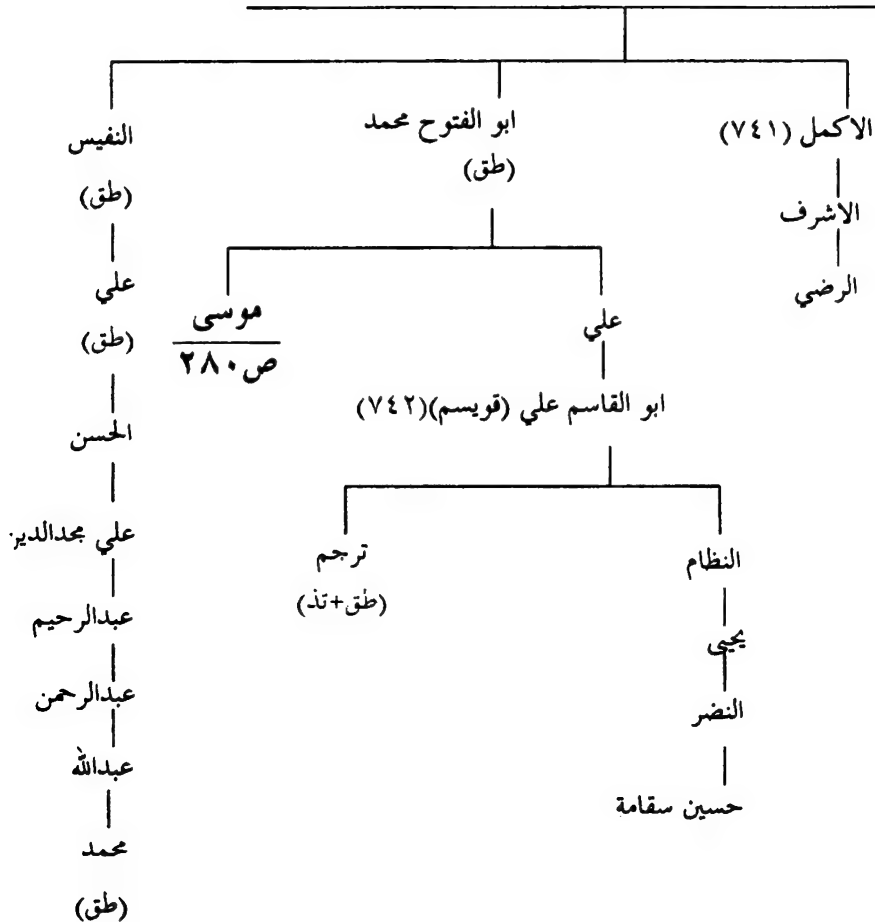 الاكمل (٧٤١)
الاشرف
الرضي
ابو الفتوح محمد
(طق)
علي
ابو القاسم علي (قويسم)(٧٤٢)
النظام
يحيى
النضر
حسين سقامة
ترجم
(طق+تذ)
موسى
ص٢٨٠
النفيس
(طق)
علي
(طق)
الحسن
علي مجدالدين
عبدالرحيم
عبدالرحمن
عبدالله
محمد
(طق)